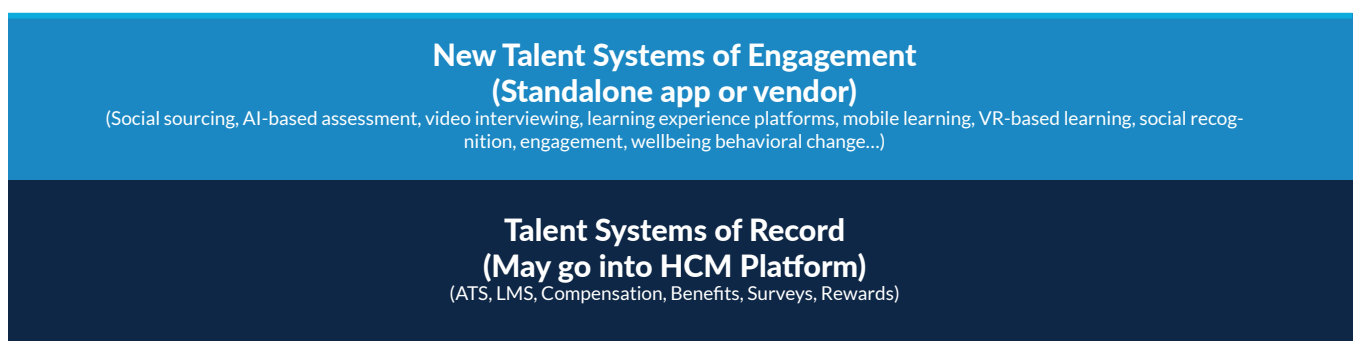 New Talent Systems of Engagement
(Standalone app or vendor)
(Social sourcing, AI-based assessment, video interviewing, learning experience platforms, mobile learning, VR-based learning, social recog-
nition, engagement, wellbeing behavioral change...)
Talent Systems of Record
(May go into HCM Platform)
(ATS, LMS, Compensation, Benefits, Surveys, Rewards)